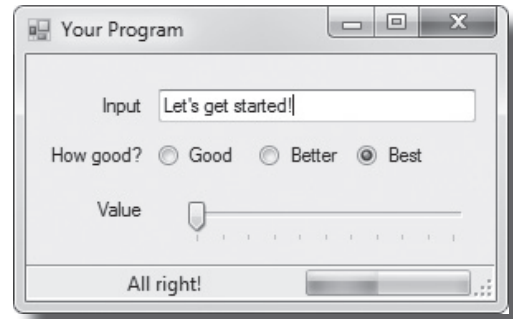 Your Program
Input Let's get started!
How good? Good Better Best
Value
All right!